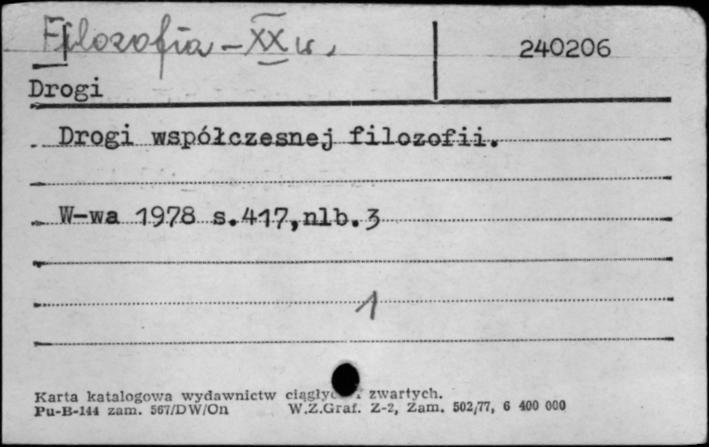 Filozofia - XX w.
240206
Drogi
Drogi współczesnej filozofii.
W-wa 1978 s.417,nlb.3
1
Karta katalogowa wydawnictw zwartych.
Pu-B-144 zam. 567/DW/On W.Z.Graf. Z-2, Zam. 502/77, 6 400 000